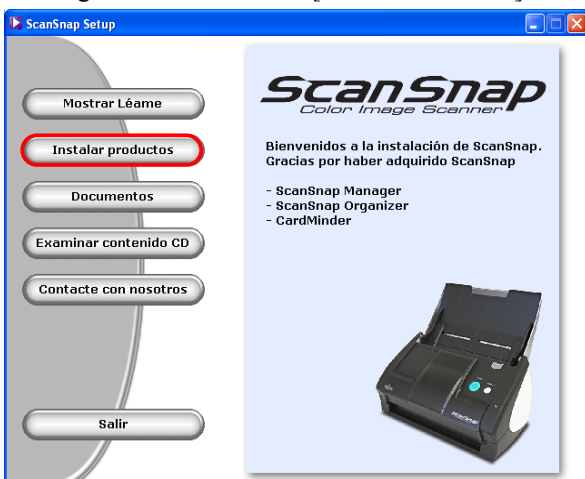 ScanSnap Setup
Mostrar Léame
Instalar productos
Documentos
Examinar contenido CD
Contacte con nosotros
Salir
ScanSnap
Color Image Scanner
Bienvenidos a la instalación de ScanSnap.
Gracias por haber adquirido ScanSnap
- ScanSnap Manager
- ScanSnap Organizer
- CardMinder
ScanSnap